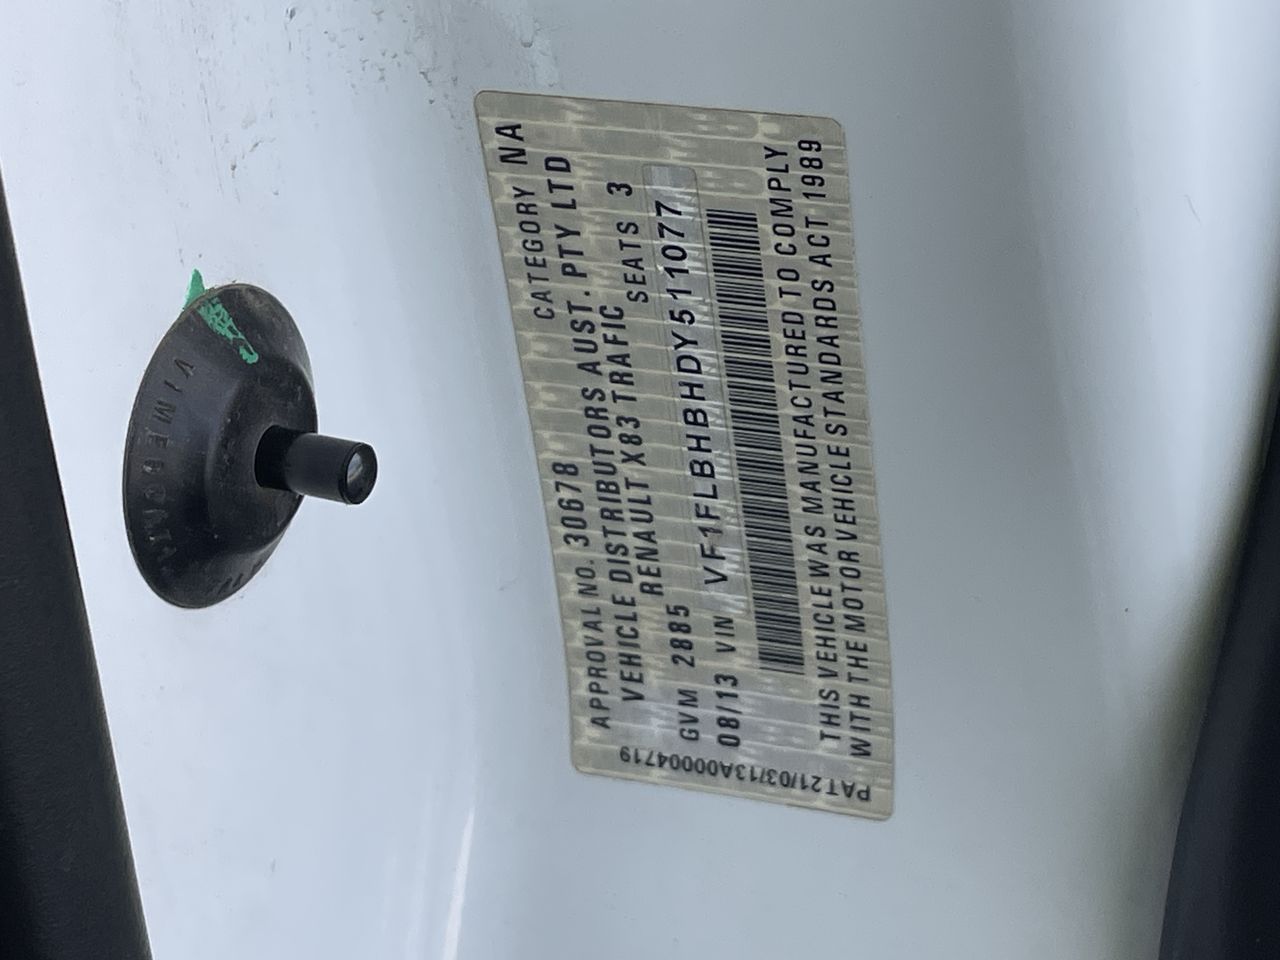 APPROVAL NO. 30678 CATEGORY NA
VEHICLE DISTRIBUTORS AUST. PTY LTD
RENAULT X83 TRAFIC
GVM 2885 SEATS 3
08/13 VIN VF1FLBHBHDY511077
THIS VEHICLE WAS MANUFACTURED TO COMPLY
WITH THE MOTOR VEHICLE STANDARDS ACT 1989
PAT21/03/13A00004719